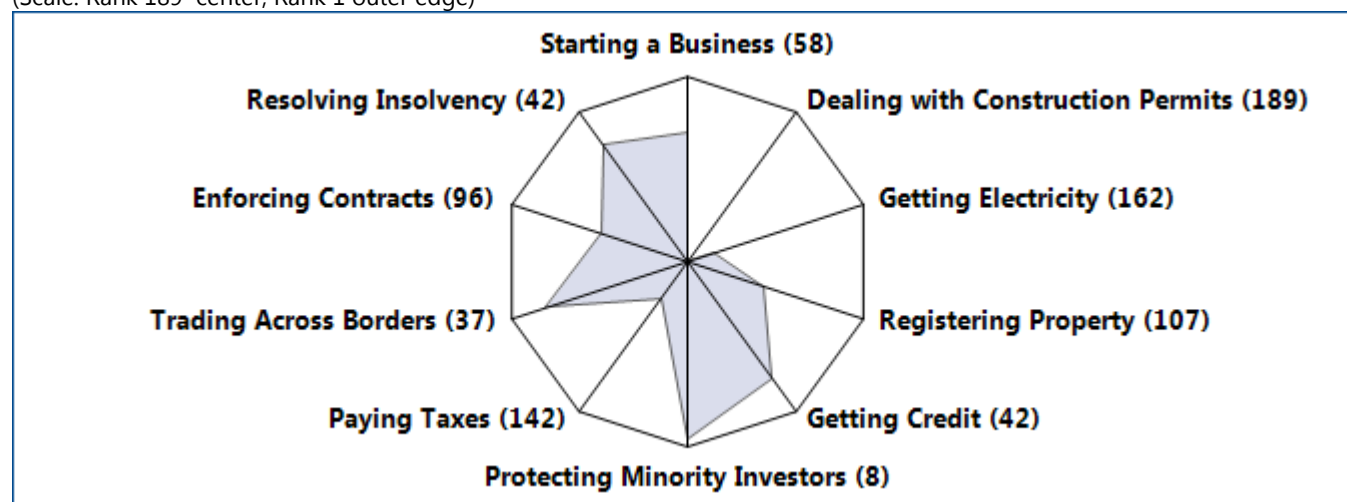 (Scale: Rank 189 center, Rank 1 outer edge)
Starting a Business (58)
Resolving Insolvency (42)
Dealing with Construction Permits (189)
Enforcing Contracts (96)
Getting Electricity (162)
Trading Across Borders (37)
Registering Property (107)
Paying Taxes (142)
Getting Credit (42)
Protecting Minority Investors (8)